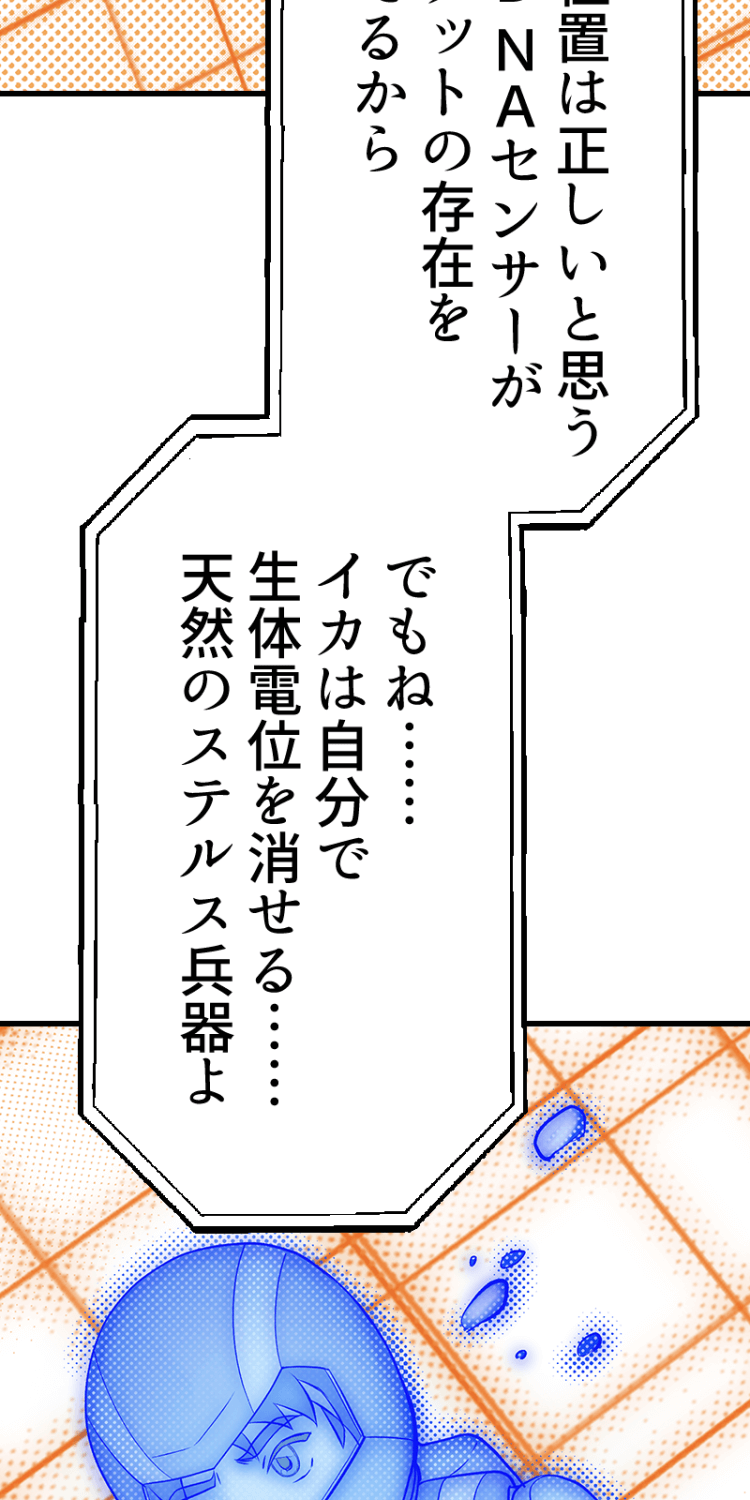 置は正しいと思う
NAセンサーが
ットの存在を
るから
でもね……
イカは自分で
生体電位を消せる……
天然のステルス兵器よ